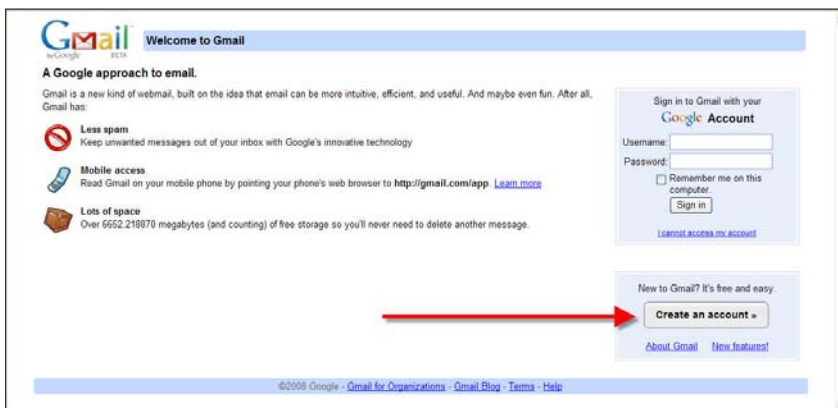 Gmail
by Google BETA
Welcome to Gmail
A Google approach to email.
Gmail is a new kind of webmail, built on the idea that email can be more intuitive, efficient, and useful. And maybe even fun. After all,
Gmail has:
Less spam
Keep unwanted messages out of your inbox with Google's innovative technology
Mobile access
Read Gmail on your mobile phone by pointing your phone's web browser to http://gmail.com/app. Learn more
Lots of space
Over 6652.218870 megabytes (and counting) of free storage so you'll never need to delete another message.
Sign in to Gmail with your
Google Account
Username:
Password:
Remember me on this
computer.
Sign in
I cannot access my account
New to Gmail? It's free and easy.
Create an account »
About Gmail New features!
©2008 Google - Gmail for Organizations - Gmail Blog - Terms - Help